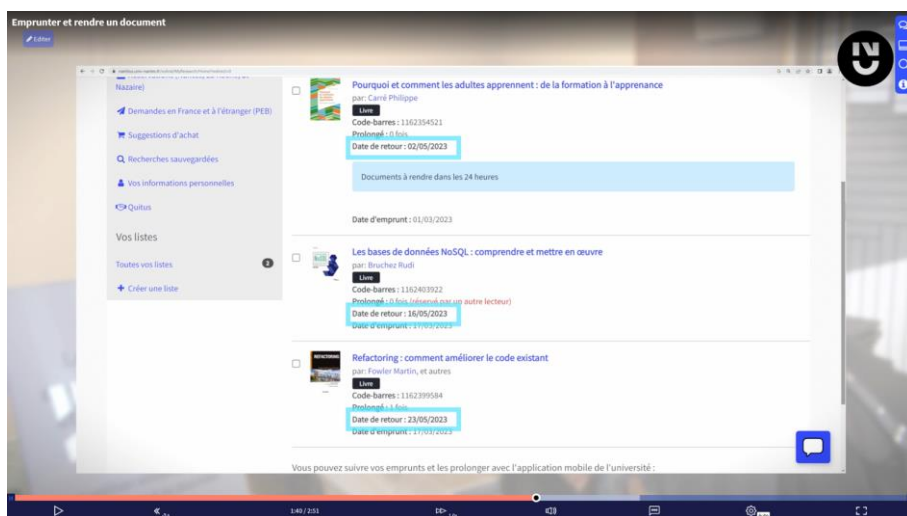 Emprunter et rendre un document
Editer
Nazaire)
Demandes en France et à l'étranger (PEB)
Suggestions d'achat
Recherches sauvegardées
Vos informations personnelles
Quitus
Vos listes
Toutes vos listes
Créer une liste
Pourquoi et comment les adultes apprennent : de la formation à l'apprenance
par: Carré Philippe
Livre
Code-barres : 1162354521
Prolongé : 0 fois
Date de retour : 02/05/2023
Documents à rendre dans les 24 heures
Date d'emprunt : 01/03/2023
Les bases de données NoSQL : comprendre et mettre en œuvre
par: Bruchez Rudi
Livre
Code-barres : 1162403922
Prolongé : 0 fois (réservé par un autre lecteur)
Date de retour : 16/05/2023
Date d'emprunt : 17/03/2023
Refactoring : comment améliorer le code existant
par: Fowler Martin, et autres
Livre
Code-barres : 1162399584
Prolongé : 1 fois
Date de retour : 23/05/2023
Date d'emprunt : 17/03/2023
REFACTORING
Vous pouvez suivre vos emprunts et les prolonger avec l'application mobile de l'université :
1:40 / 2:51